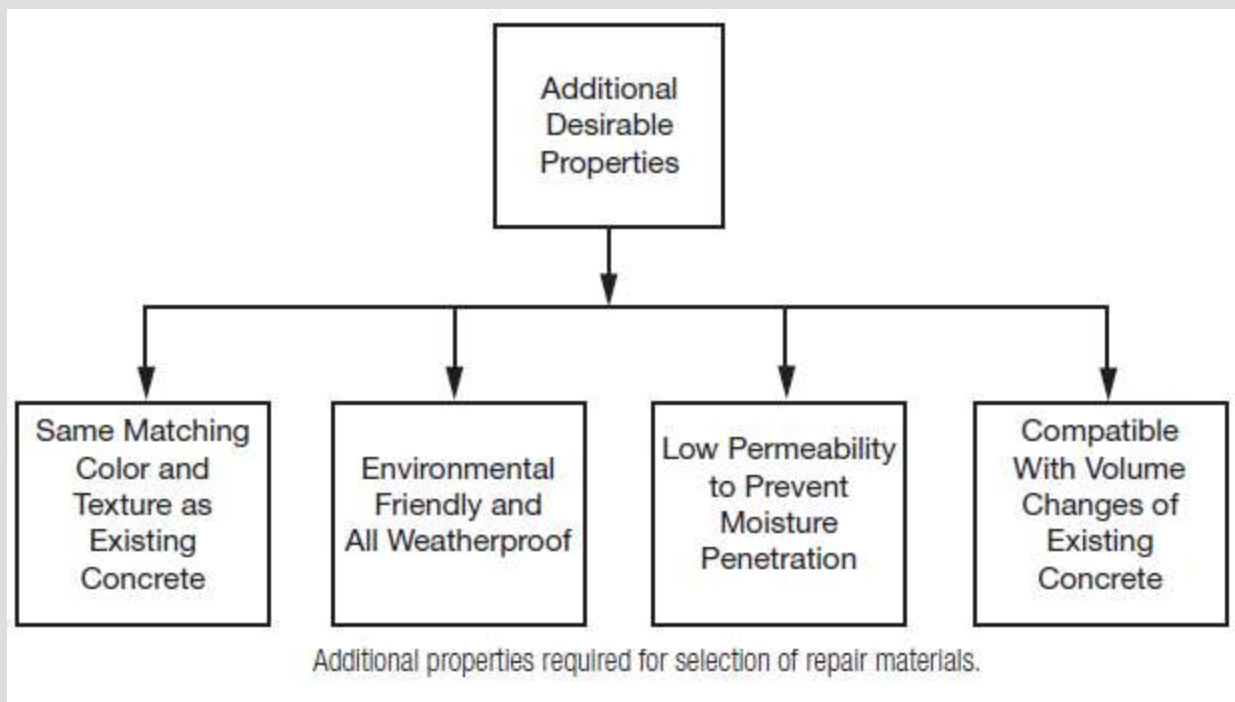 Additional
Desirable
Properties
Same Matching
Color and
Texture as
Existing
Concrete
Environmental
Friendly and
All Weatherproof
Low Permeability
to Prevent
Moisture
Penetration
Compatible
With Volume
Changes of
Existing
Concrete
Additional properties required for selection of repair materials.